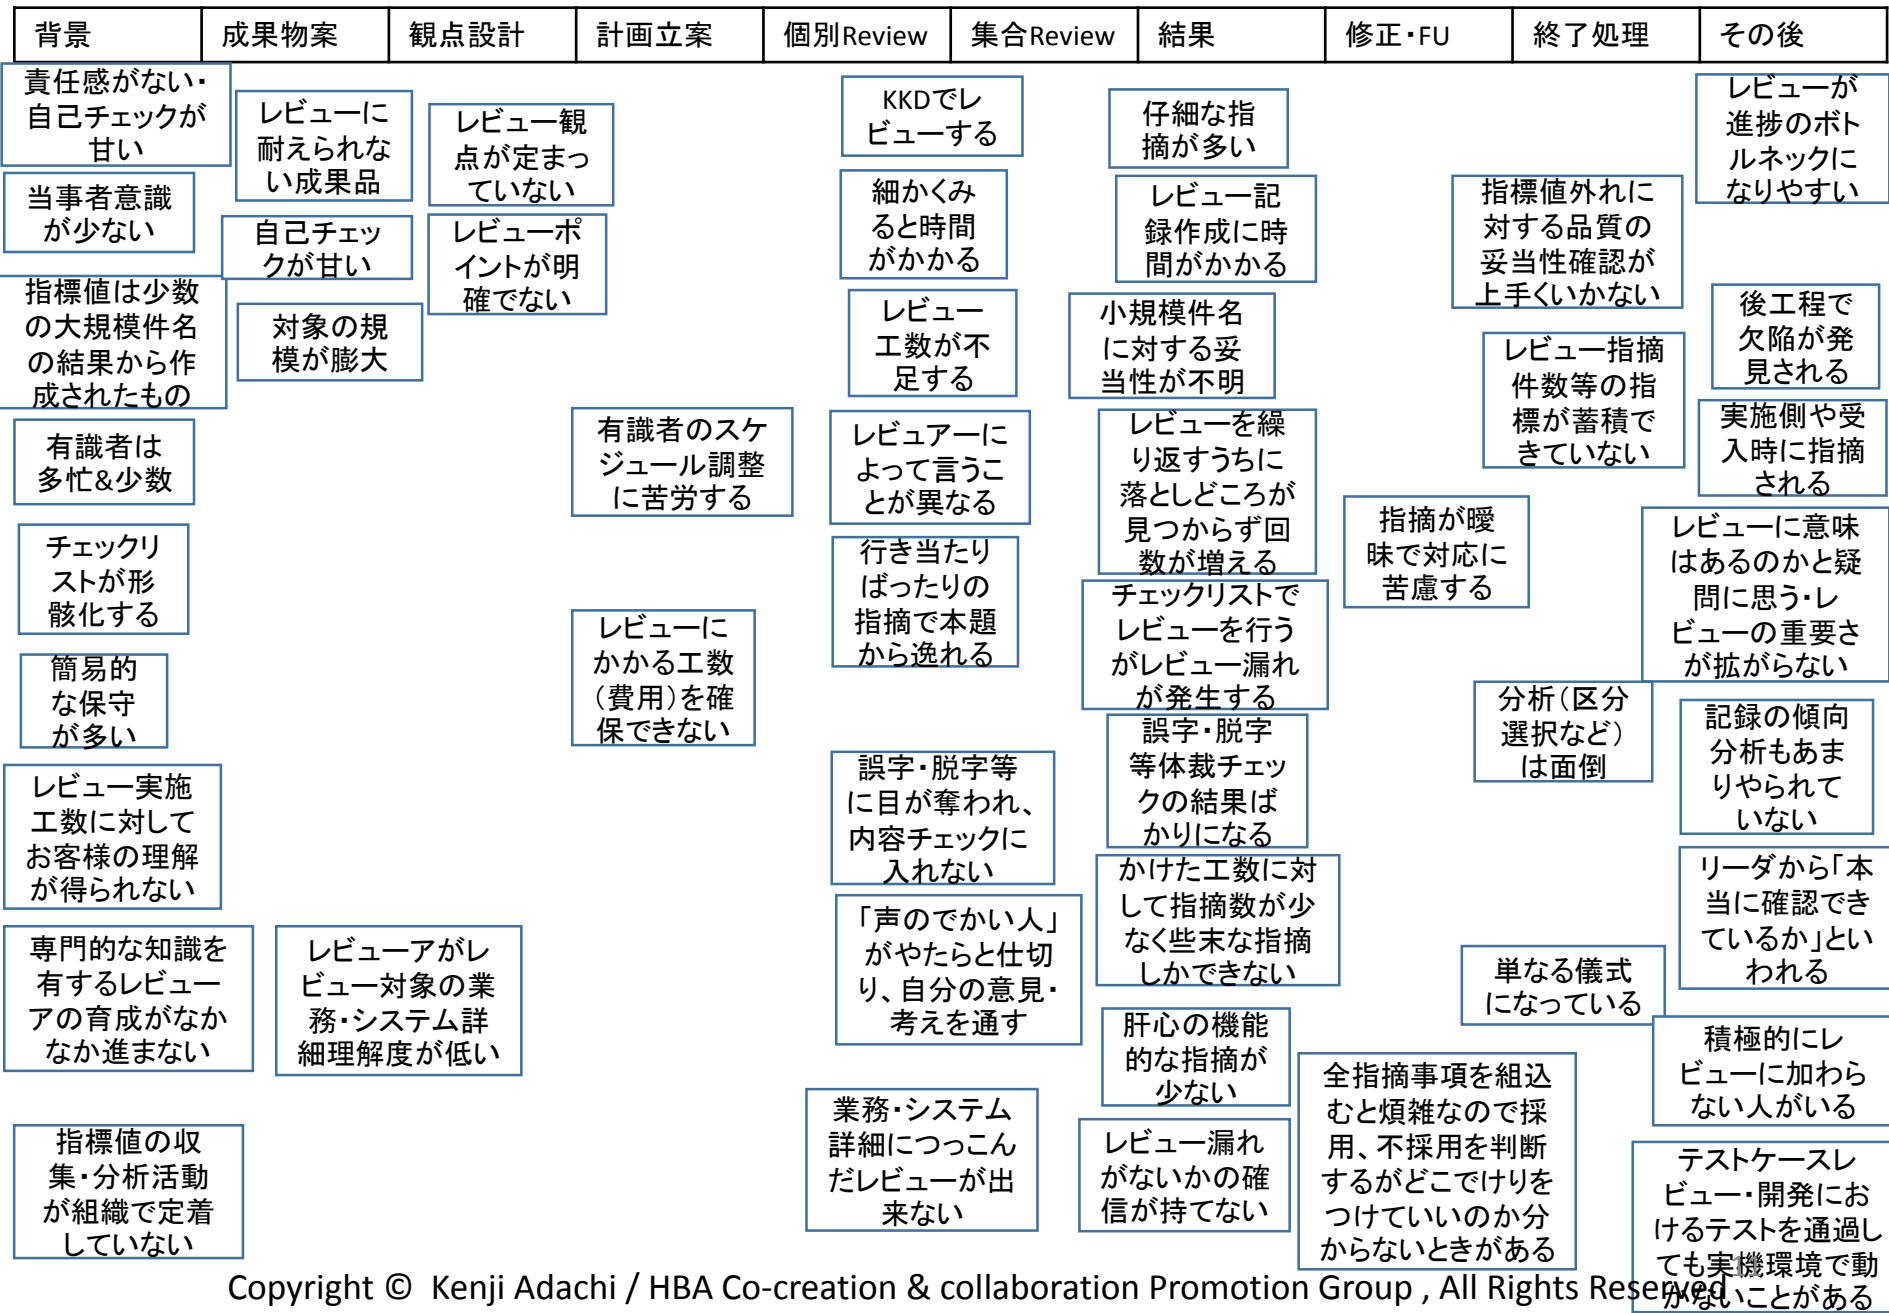 背景
成果物案
観点設計
計画立案
個別Review
集合Review
結果
修正・FU
終了処理
その後
責任感がない・
自己チェックが
甘い
当事者意識
が少ない
指標値は少数
の大規模件名
の結果から作
成されたもの
有識者は
多忙&少数
チェックリ
ストが形
骸化する
簡易的
な保守
が多い
レビュー実施
工数に対して
お客様の理解
が得られない
専門的な知識を
有するレビュー
アの育成がなか
なか進まない
指標値の収
集・分析活動
が組織で定着
していない
レビューに
耐えられな
い成果品
自己チェッ
クが甘い
対象の規
模が膨大
レビューアがレ
ビュー対象の業
務・システム詳
細理解度が低い
レビュー観
点が定まっ
ていない
レビューポ
イントが明
確でない
有識者のスケ
ジュール調整
に苦労する
レビューに
かかる工数
(費用)を確
保できない
KKDでレ
ビューする
細かくみ
ると時間
がかかる
レビュー
工数が不
足する
レビュアーに
よって言うこ
とが異なる
行き当たり
ばったりの
指摘で本題
から逸れる
誤字・脱字等
に目が奪われ、
内容チェックに
入れない
「声のでかい人」
がやたらと仕切
り、自分の意見・
考えを通す
業務・システム
詳細につっこん
だレビューが出
来ない
仔細な指
摘が多い
レビュー記
録作成に時
間がかかる
小規模件名
に対する妥
当性が不明
レビューを繰
り返すうちに
落としどころが
見つからず回
数が増える
チェックリストで
レビューを行う
がレビュー漏れ
が発生する
誤字・脱字
等体裁チェッ
クの結果ば
かりになる
かけた工数に対
して指摘数が少
なく些末な指摘
しかできない
肝心の機能
的な指摘が
少ない
レビュー漏れ
がないかの確
信が持てない
指摘が曖
昧で対応に
苦慮する
全指摘事項を組込
むと煩雑なので採
用、不採用を判断
するがどこでけりを
つけていいのか分
からないときがある
指標値外れに
対する品質の
妥当性確認が
上手くいかない
レビュー指摘
件数等の指
標が蓄積で
きていない
分析(区分
選択など)
は面倒
単なる儀式
になっている
レビューが
進捗のボト
ルネックに
なりやすい
後工程で
欠陥が発
見される
実施側や受
入時に指摘
される
レビューに意味
はあるのかと疑
問に思う・レ
ビューの重要さ
が拡がらない
記録の傾向
分析もあま
りやられて
いない
リーダから「本
当に確認でき
ているか」とい
われる
積極的にレ
ビューに加わら
ない人がいる
テストケースレ
ビュー・開発にお
けるテストを通過し
ても実機環境で動
かないことがある
Copyright © Kenji Adachi / HBA Co-creation & collaboration Promotion Group , All Rights Reserved